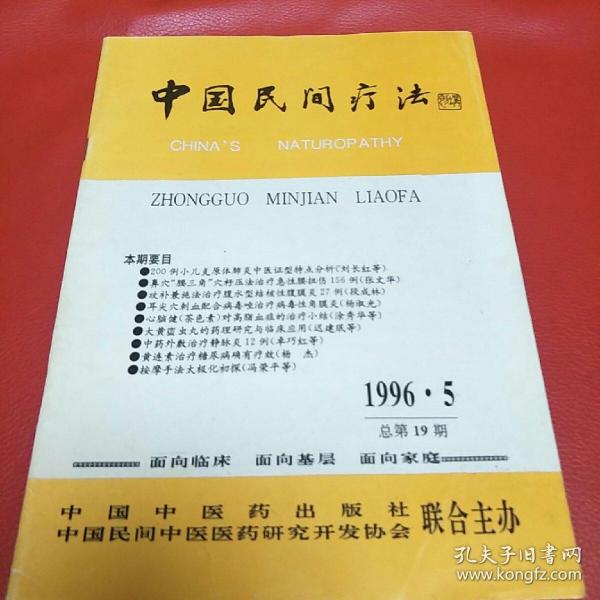 中国民间疗法
CHINA'S NATUROPATHY
ZHONGGUO MINJIAN LIAOFA
本期要目
●200例小儿支原体肺炎中医证型特点分析(刘长红等)
●鼻穴“腰三角”穴籽压法治疗急性腰扭伤156例(张文华)
●攻补兼施法治疗腹水型结核性腹膜炎27例(段成林)
●耳尖穴刺血配合病毒唑治疗病毒性角膜炎(杨淑光)
●心脑健(茶色素)对高脂血症的治疗小结(涂秀华等)
●大黄䗪虫丸的药理研究与临床应用(迟建珉等)
●中药外敷治疗静脉炎12例(卓巧红等)
●黄连素治疗糖尿病确有疗效(杨 杰)
●按摩手法太极化初探(冯荣平等)
1996·5
总第19期
面向临床 面向基层 面向家庭
中国中医药出版社
中国民间中医医药研究开发协会
联合主办
孔夫子旧书网
www.kongfz.com